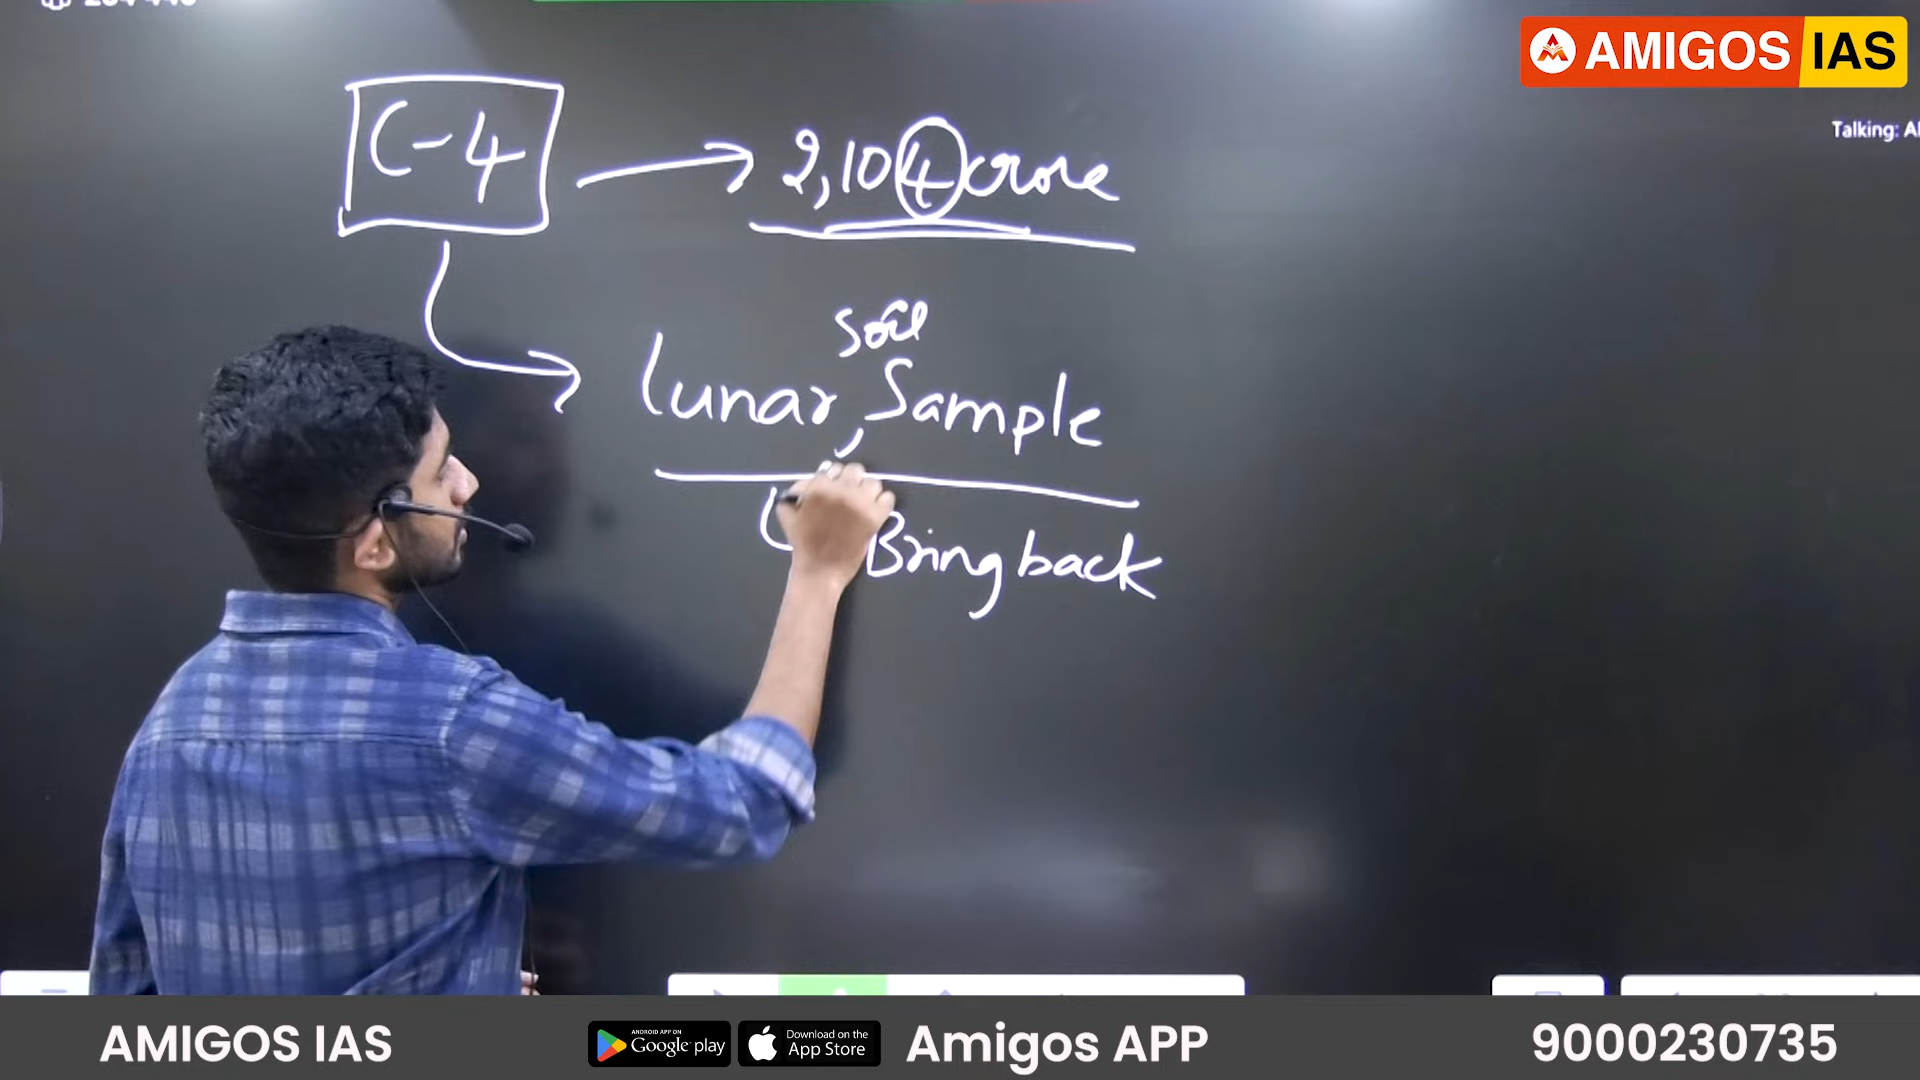 AMIGOS IAS
Talking:
C-4 → 2,104 crore
soil
lunar, Sample
Bring back
AMIGOS IAS
ANDROID APP ON
Google play
Download on the
App Store
Amigos APP
9000230735